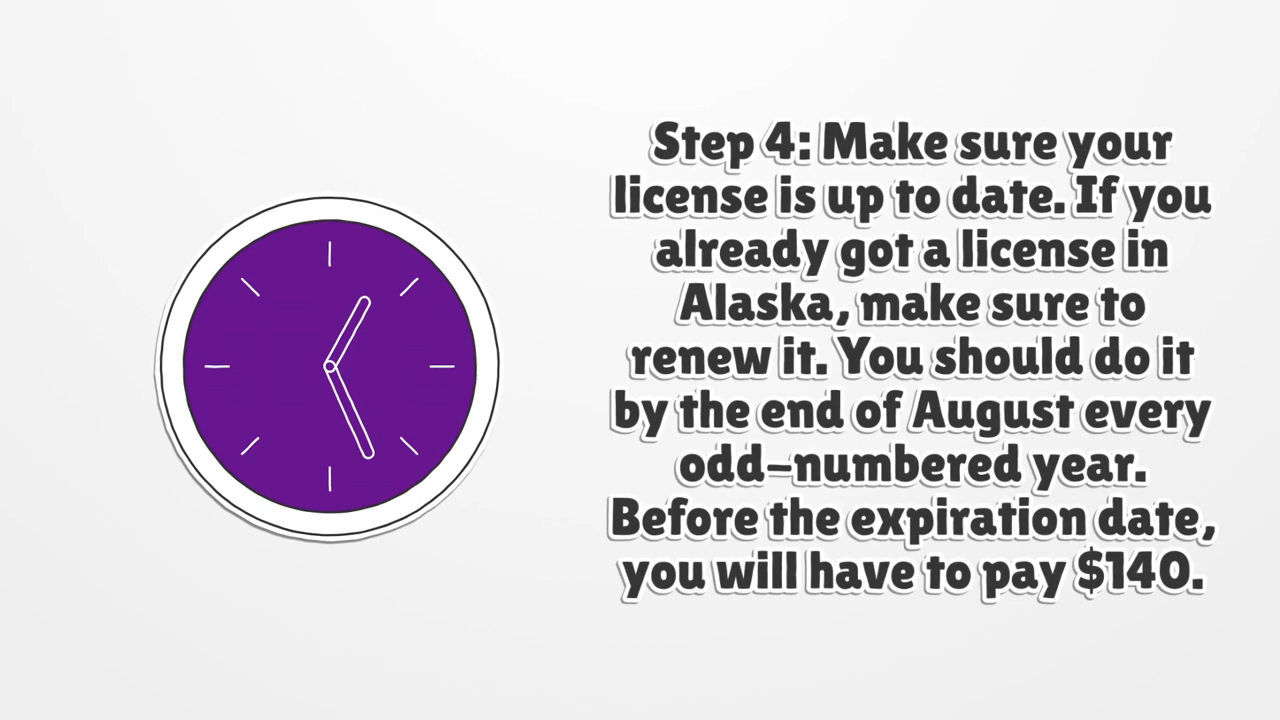 Step 4: Make sure your
license is up to date. If you
already got a license in
Alaska, make sure to
renew it. You should do it
by the end of August every
odd-numbered year.
Before the expiration date,
you will have to pay $140.